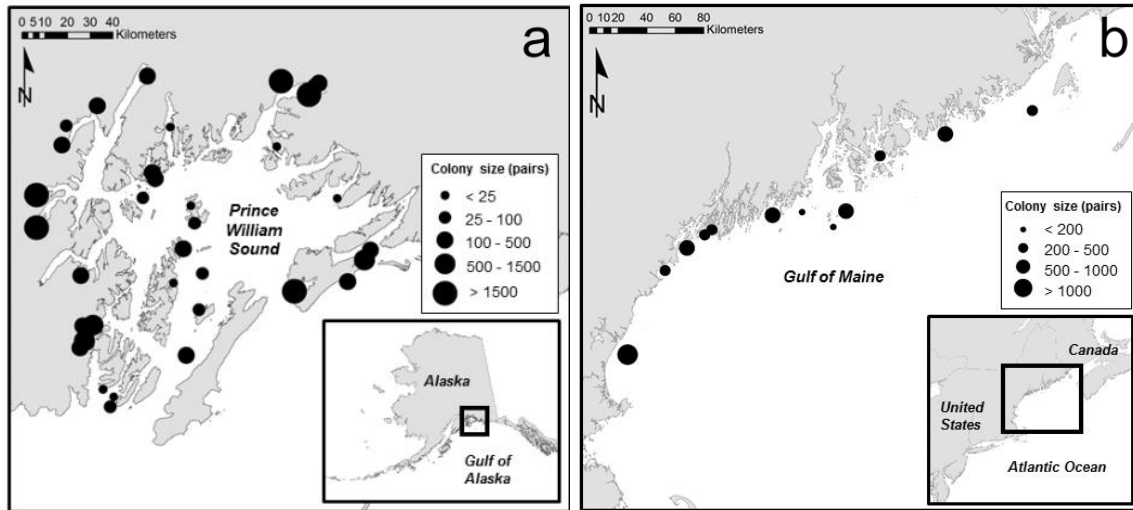 0 5 10 20 30 40
Kilometers
N
a
Prince
William
Sound
Colony size (pairs)
< 25
25 - 100
100 - 500
500 - 1500
> 1500
Alaska
Gulf of
Alaska
0 10 20 40 60 80
Kilometers
N
b
Gulf of Maine
Colony size (pairs)
< 200
200 - 500
500 - 1000
> 1000
Canada
United
States
Atlantic Ocean